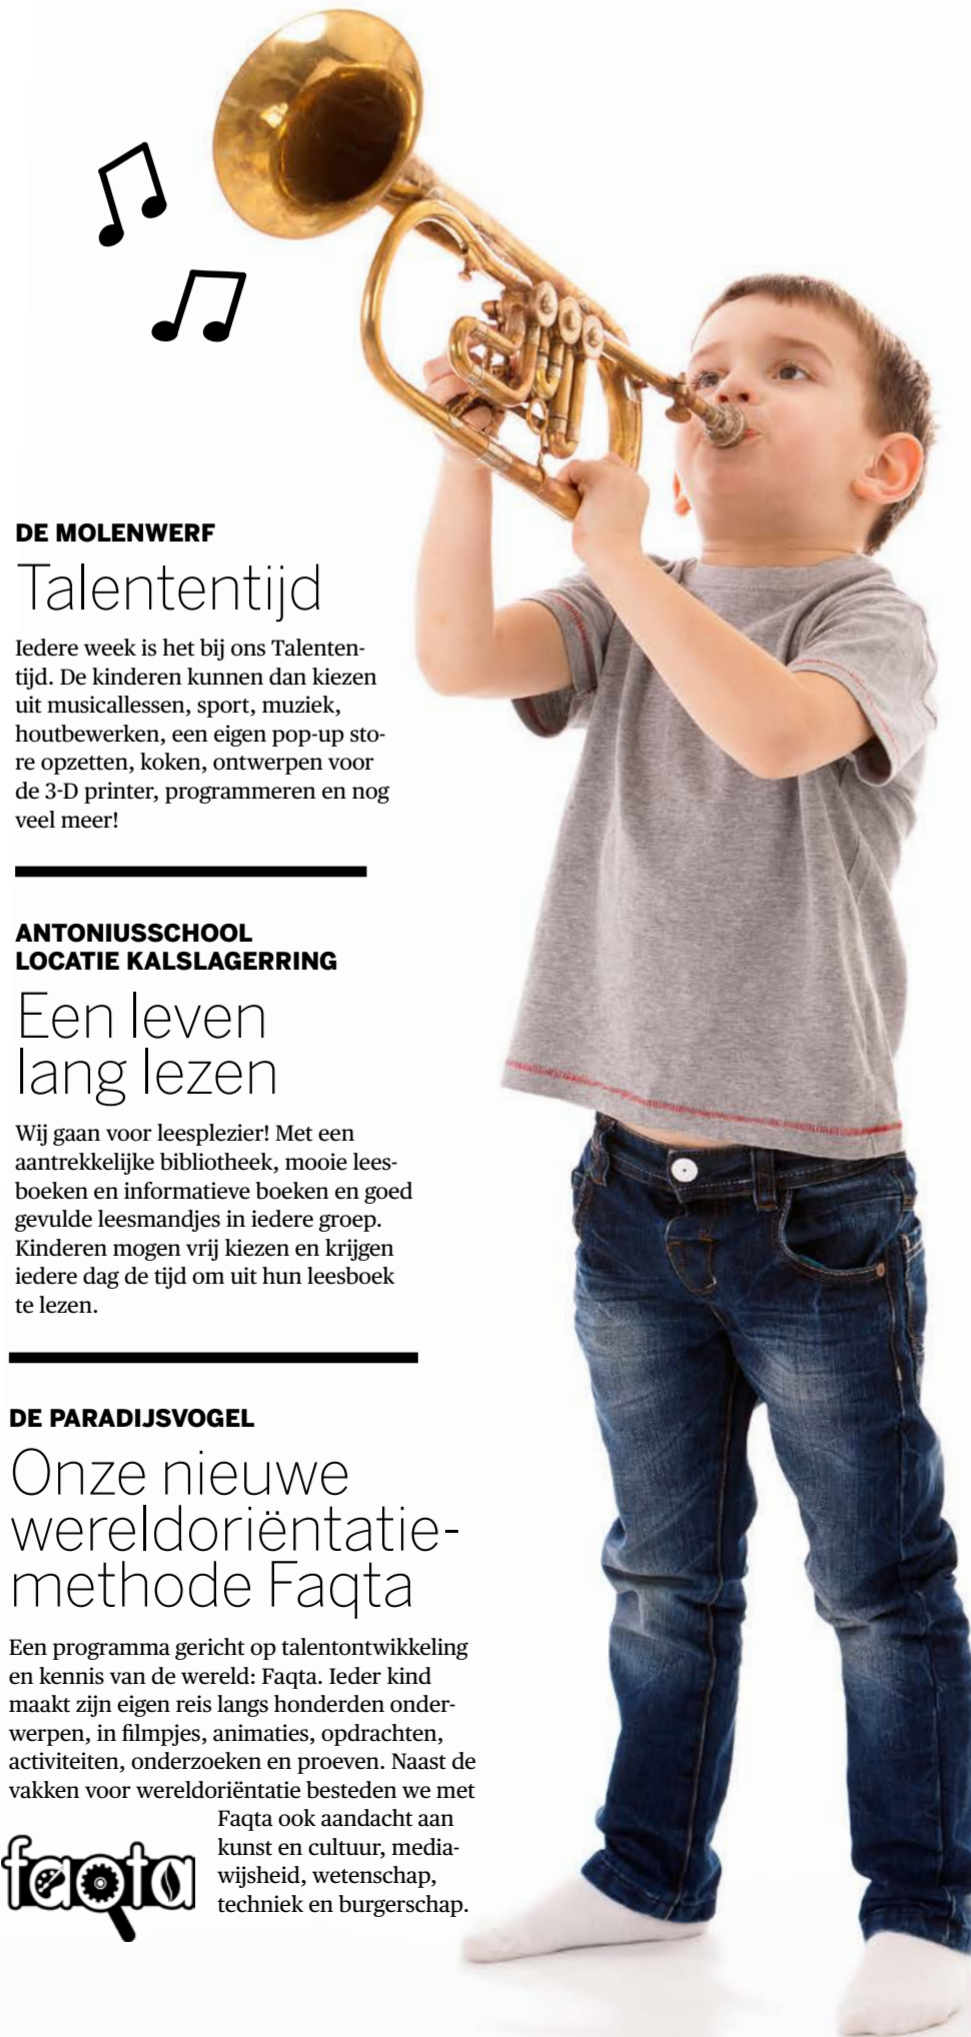 DE MOLENWERF
Talententijd
Iedere week is het bij ons Talenten-
tijd. De kinderen kunnen dan kiezen
uit musicallessen, sport, muziek,
houtbewerken, een eigen pop-up sto-
re opzetten, koken, ontwerpen voor
de 3-D printer, programmeren en nog
veel meer!
ANTONIUSSCHOOL
LOCATIE KALSLAGERRING
Een leven
lang lezen
Wij gaan voor leesplezier! Met een
aantrekkelijke bibliotheek, mooie lees-
boeken en informatieve boeken en goed
gevulde leesmandjes in iedere groep.
Kinderen mogen vrij kiezen en krijgen
iedere dag de tijd om uit hun leesboek
te lezen.
DE PARADIJSVOGEL
Onze nieuwe
wereldoriëntatie-
methode Faqta
Een programma gericht op talentontwikkeling
en kennis van de wereld: Faqta. Ieder kind
maakt zijn eigen reis langs honderden onder-
werpen, in filmpjes, animaties, opdrachten,
activiteiten, onderzoeken en proeven. Naast de
vakken voor wereldoriëntatie besteden we met
Faqta ook aandacht aan
kunst en cultuur, media-
wijsheid, wetenschap,
techniek en burgerschap.
faqta